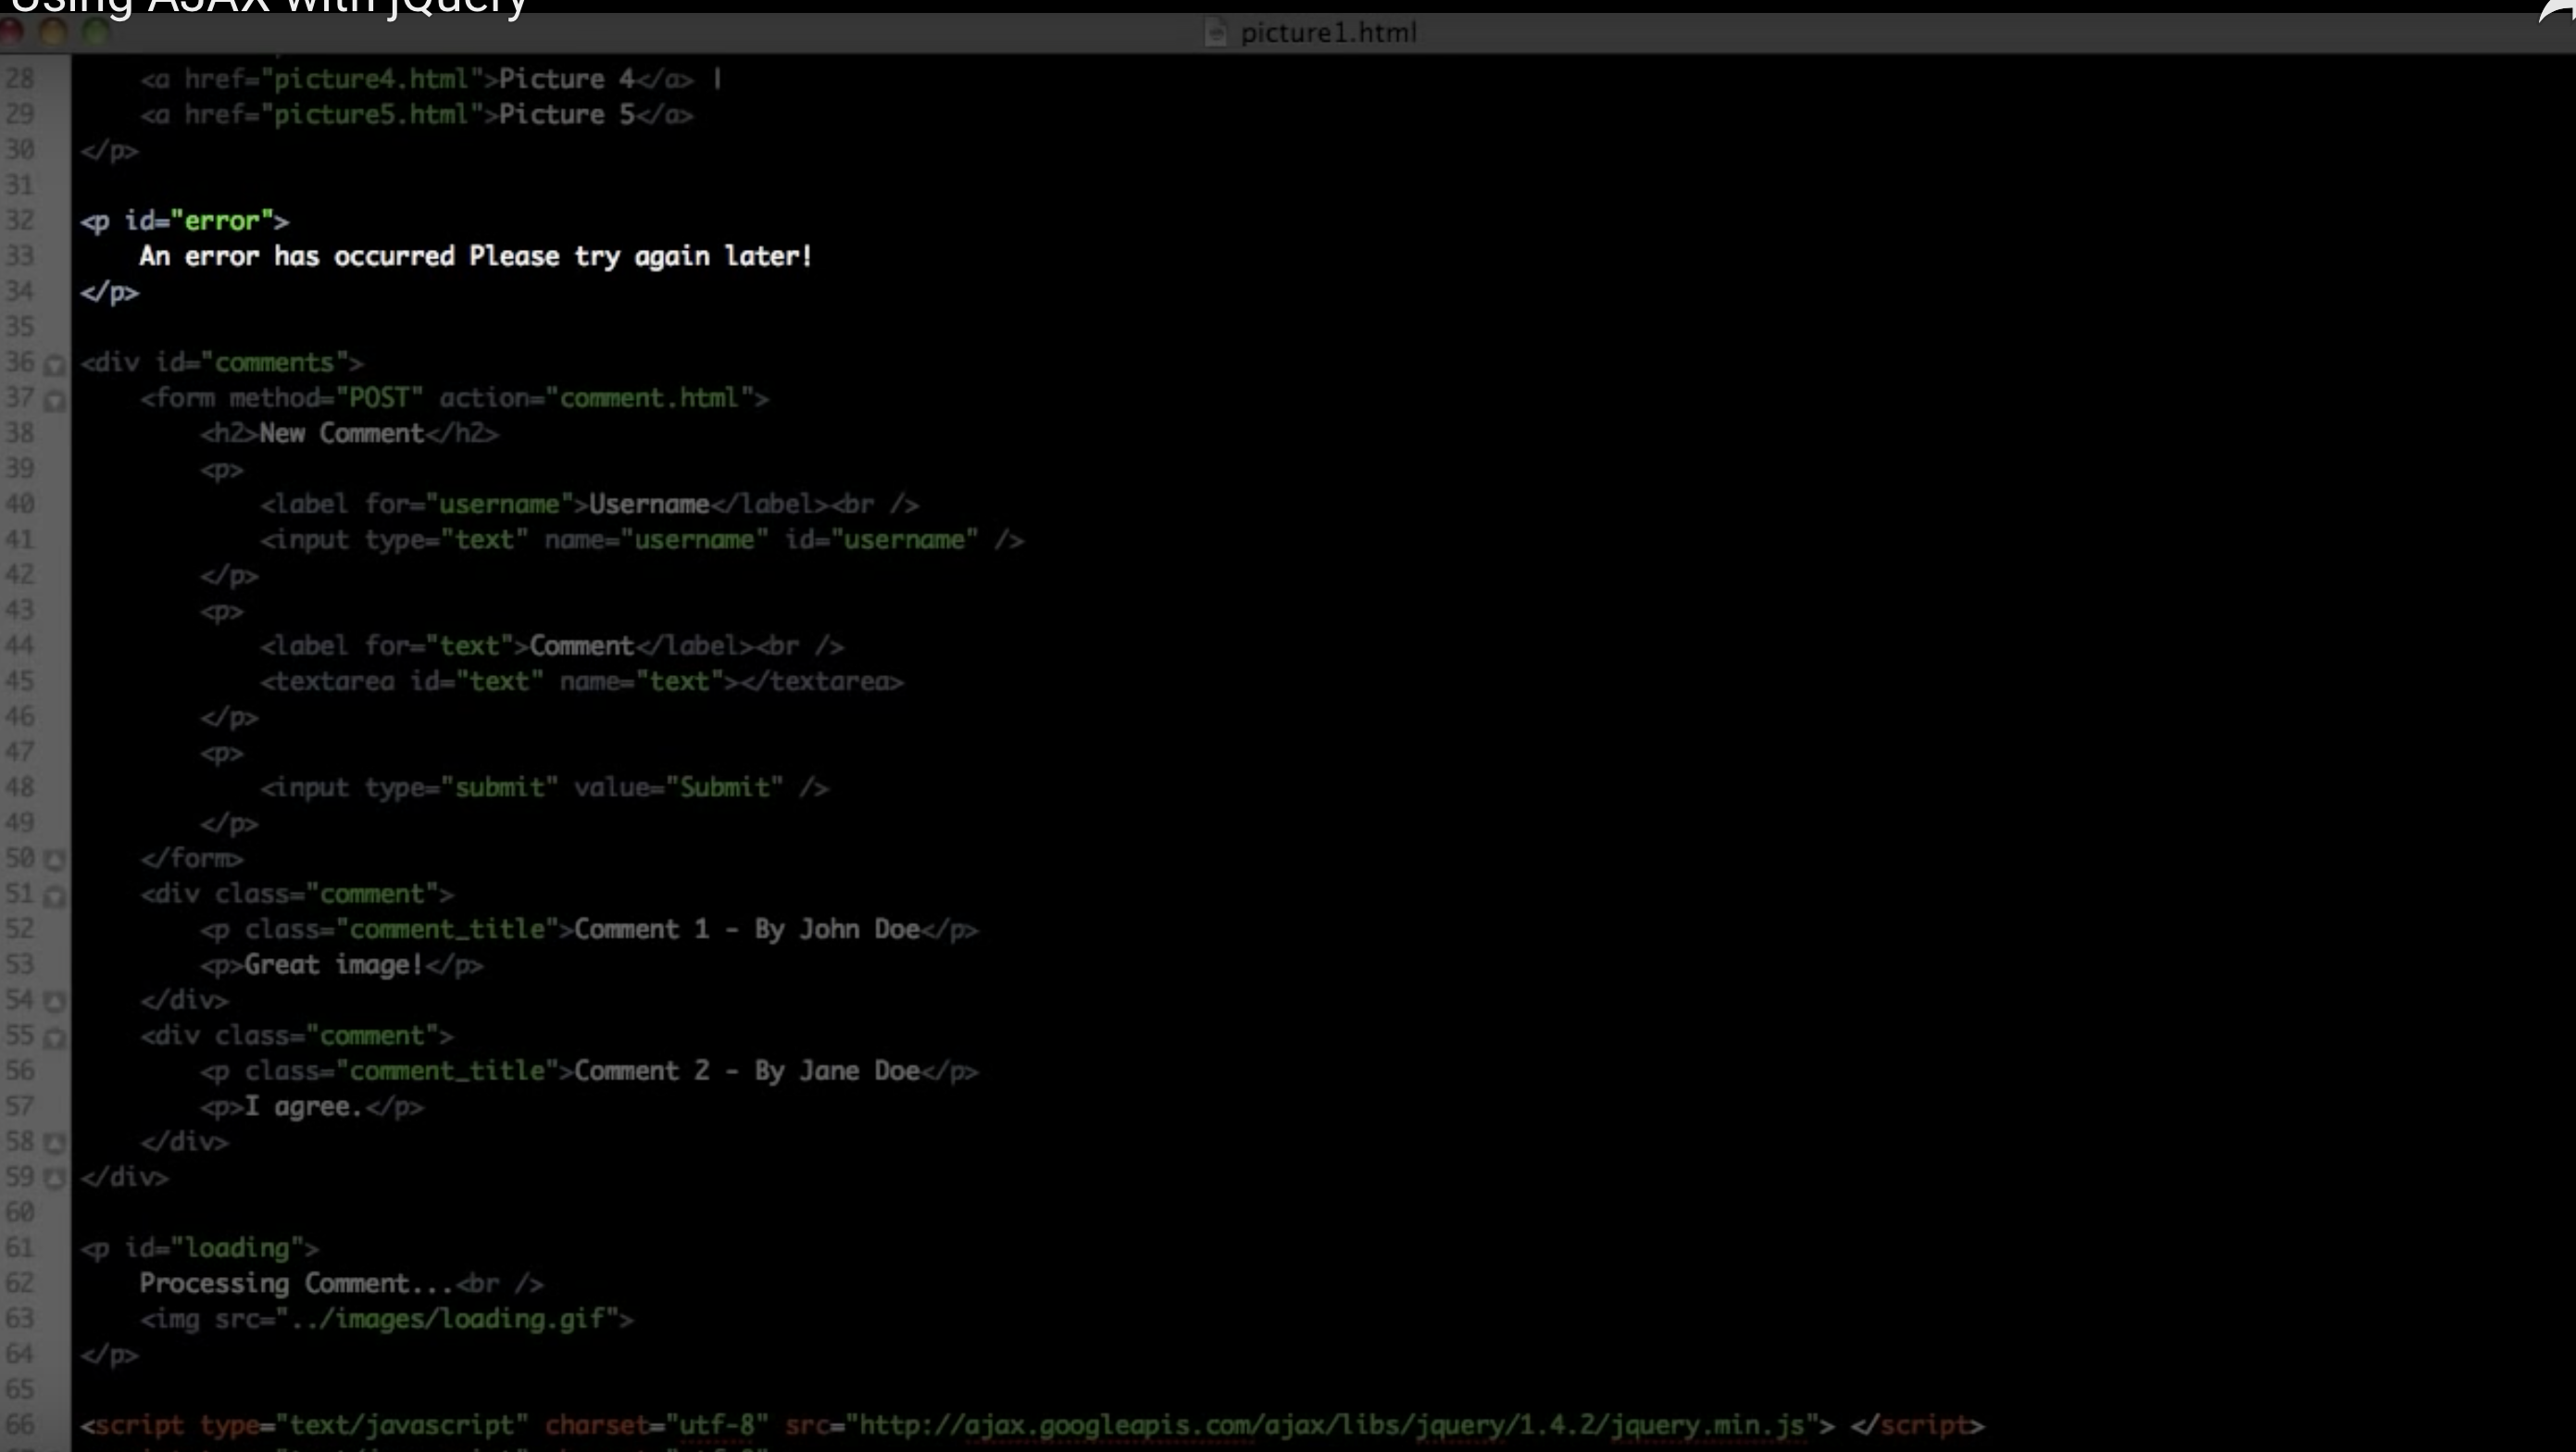 Using AJAX with jQuery
picture1.html
28 <a href="picture4.html">Picture 4</a> |
29 <a href="picture5.html">Picture 5</a>
30 </p>
31
32 <p id="error">
33 An error has occurred Please try again later!
34 </p>
35
36 <div id="comments">
37 <form method="POST" action="comment.html">
38 <h2>New Comment</h2>
39 <p>
40 <label for="username">Username</label><br />
41 <input type="text" name="username" id="username" />
42 </p>
43 <p>
44 <label for="text">Comment</label><br />
45 <textarea id="text" name="text"></textarea>
46 </p>
47 <p>
48 <input type="submit" value="Submit" />
49 </p>
50 </form>
51 <div class="comment">
52 <p class="comment_title">Comment 1 - By John Doe</p>
53 <p>Great image!</p>
54 </div>
55 <div class="comment">
56 <p class="comment_title">Comment 2 - By Jane Doe</p>
57 <p>I agree.</p>
58 </div>
59 </div>
60
61 <p id="loading">
62 Processing Comment...<br />
63 <img src="../images/loading.gif">
64 </p>
65
66 <script type="text/javascript" charset="utf-8" src="http://ajax.googleapis.com/ajax/libs/jquery/1.4.2/jquery.min.js"> </script>